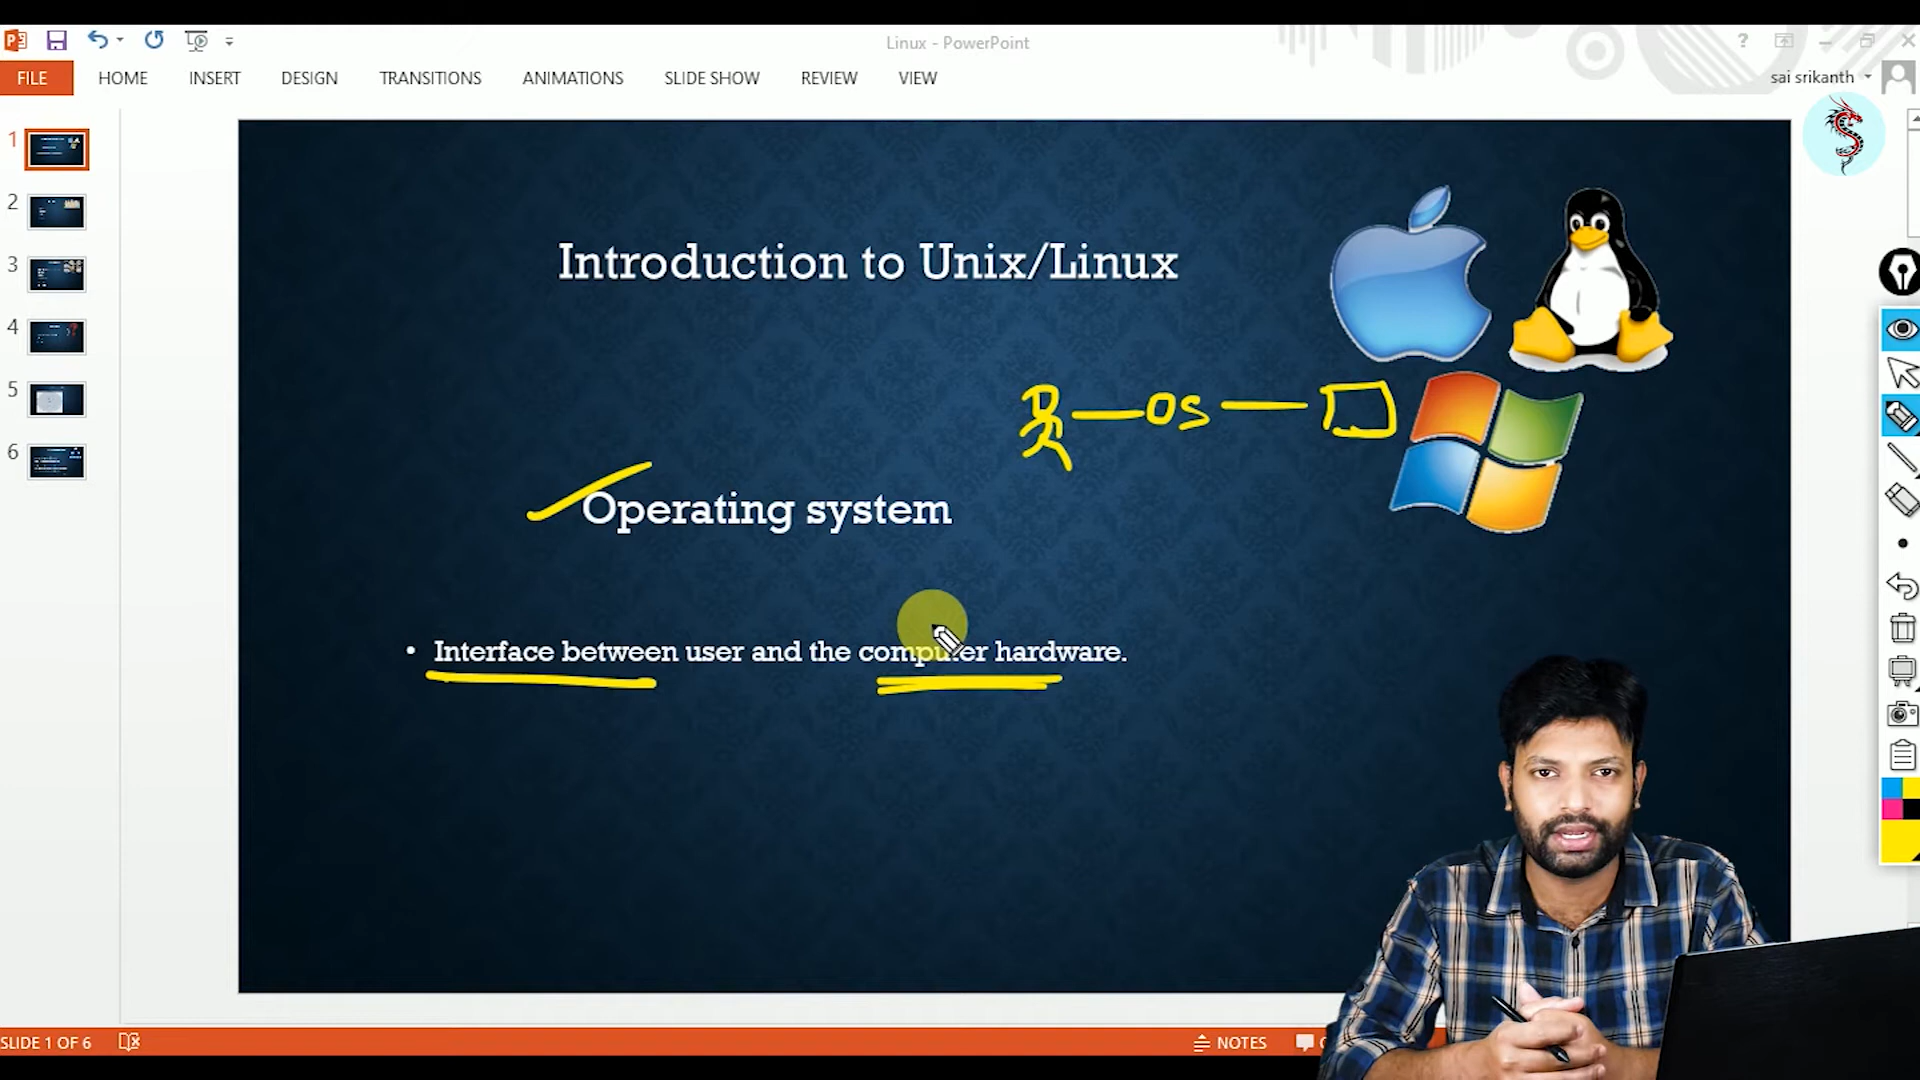 Linux - PowerPoint
?
FILE HOME INSERT DESIGN TRANSITIONS ANIMATIONS SLIDE SHOW REVIEW VIEW
sai srikanth
1
2
3
4
5
6
Introduction to Unix/Linux
OS
Operating system
• Interface between user and the computer hardware.
SLIDE 1 OF 6
NOTES